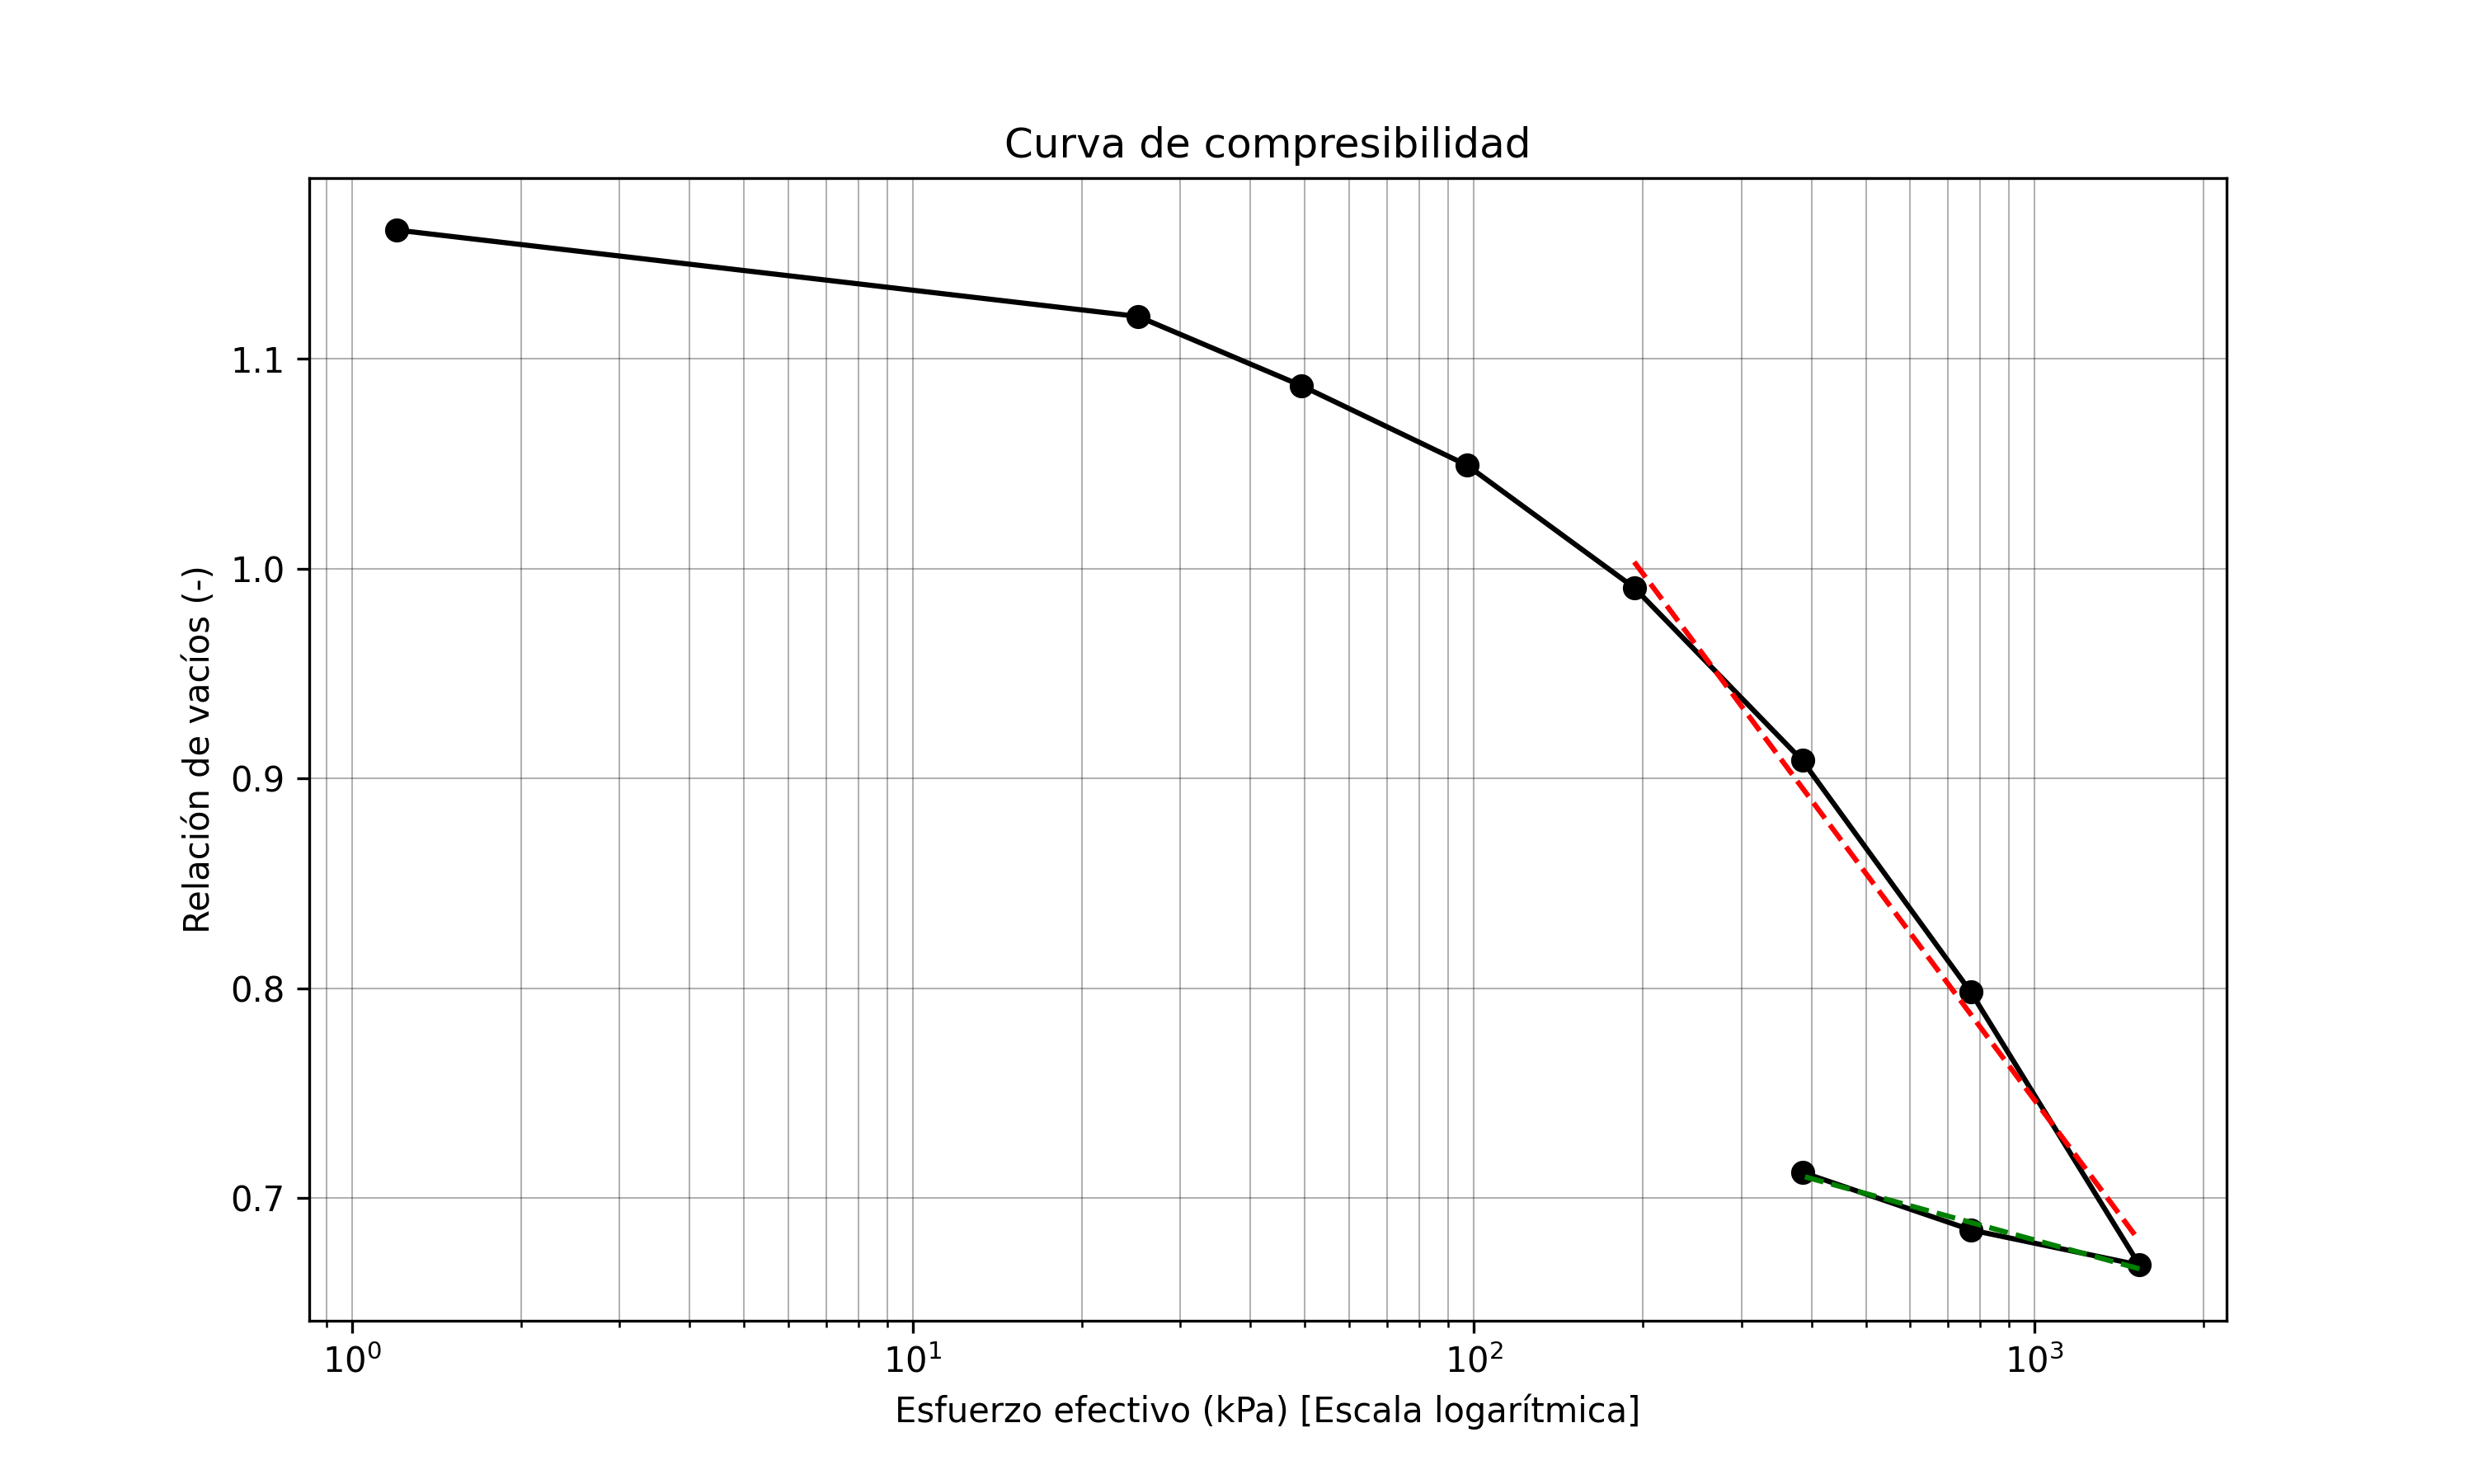 Curva de compresibilidad
Relación de vacíos (-)
1.1
1.0
0.9
0.8
0.7
10⁰ 10¹ 10² 10³
Esfuerzo efectivo (kPa) [Escala logarítmica]